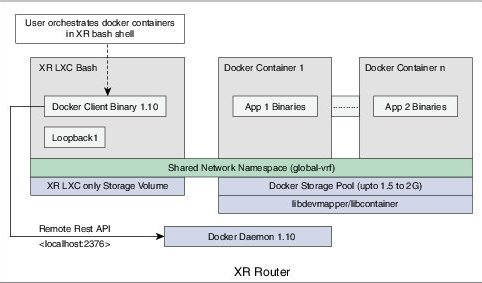 User orchestrates docker containers
in XR bash shell
XR LXC Bash
Docker Container 1
Docker Container n
Docker Client Binary 1.10
App 1 Binaries
App 2 Binaries
Loopback1
Shared Network Namespace (global-vrf)
XR LXC only Storage Volume
Docker Storage Pool (upto 1.5 to 2G)
libdevmapper/libcontainer
Remote Rest API
<localhost:2376>
Docker Daemon 1.10
XR Router